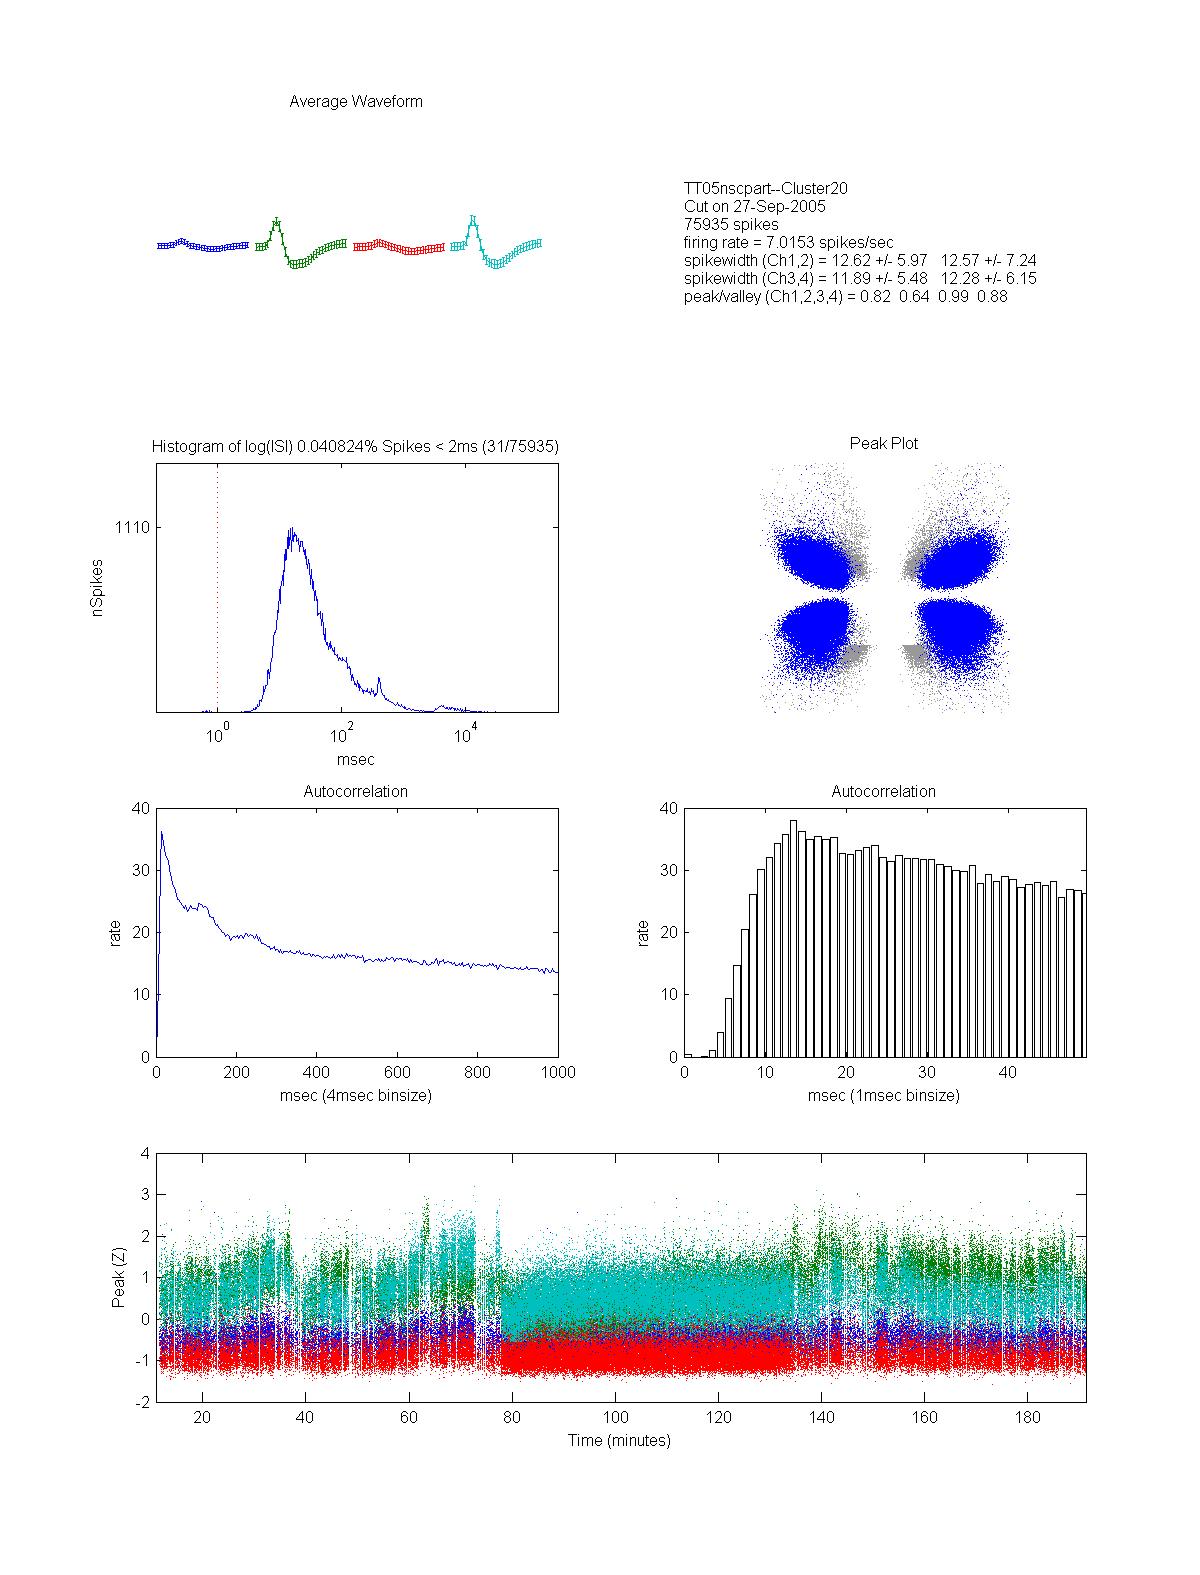 Average Waveform
TT05nscpart--Cluster20
Cut on 27-Sep-2005
75935 spikes
firing rate = 7.0153 spikes/sec
spikewidth (Ch1,2) = 12.62 +/- 5.97   12.57 +/- 7.24
spikewidth (Ch3,4) = 11.89 +/- 5.48   12.28 +/- 6.15
peak/valley (Ch1,2,3,4) = 0.82  0.64  0.99  0.88
Histogram of log(ISI) 0.040824% Spikes < 2ms (31/75935)
1110
nSpikes
10^0 10^2 10^4
msec
Peak Plot
Autocorrelation
40
30
20
10
0
rate
0 200 400 600 800 1000
msec (4msec binsize)
Autocorrelation
40
30
20
10
0
rate
0 10 20 30 40
msec (1msec binsize)
4
3
2
1
0
-1
-2
Peak (Z)
20 40 60 80 100 120 140 160 180
Time (minutes)